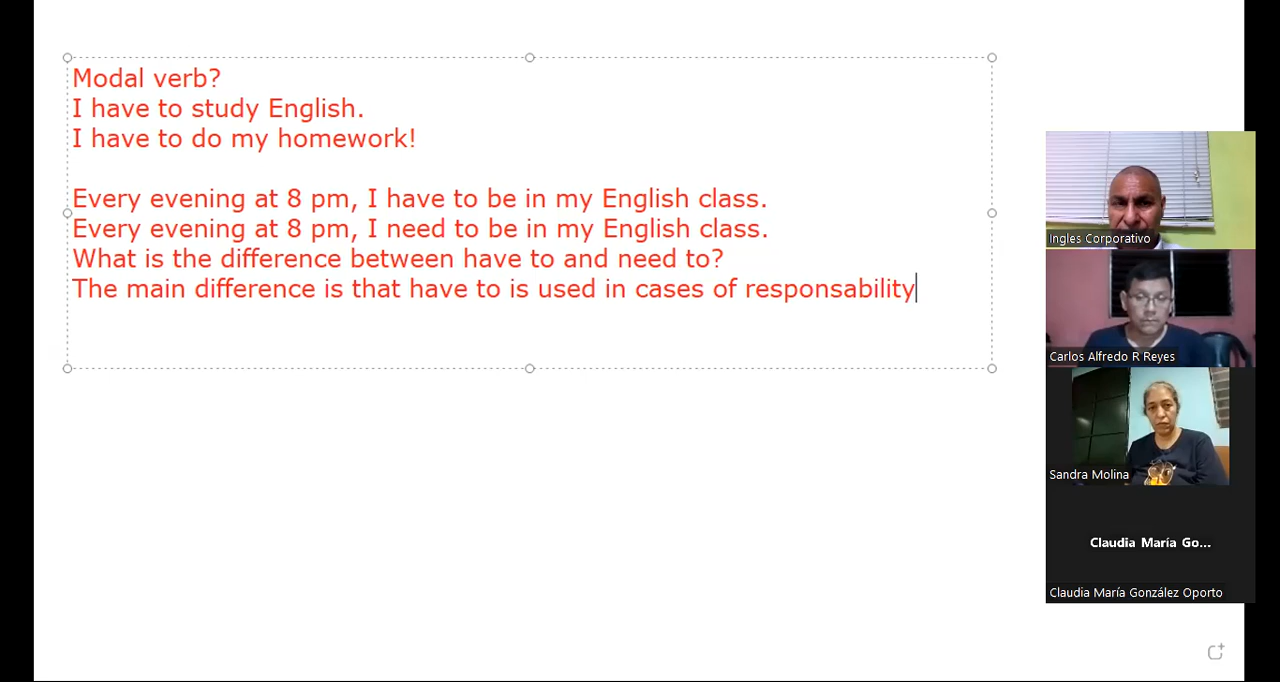 Modal verb?
I have to study English.
I have to do my homework!
Every evening at 8 pm, I have to be in my English class.
Every evening at 8 pm, I need to be in my English class.
What is the difference between have to and need to?
The main difference is that have to is used in cases of responsability
Ingles Corporativo
Carlos Alfredo R Reyes
Sandra Molina
Claudia María Go...
Claudia María González Oporto